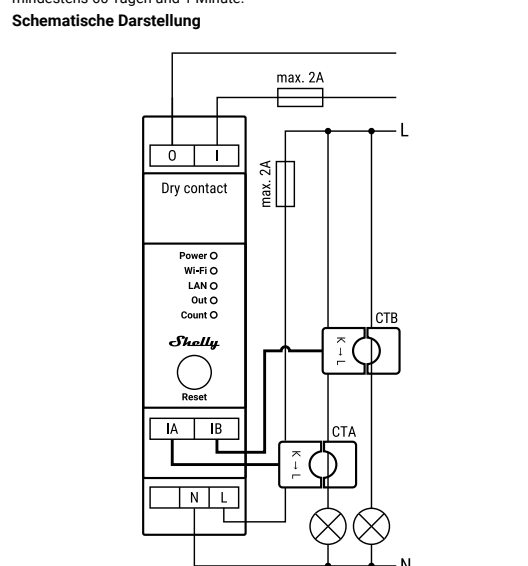 mindestens 60 Tagen und 1 Minute.
Schematische Darstellung
max. 2A
L
O I
max. 2A
Dry contact
Power
Wi-Fi
LAN
Out
Count
CTB
Shelly
K → L
Reset
IA IB
CTA
K → L
N L
N